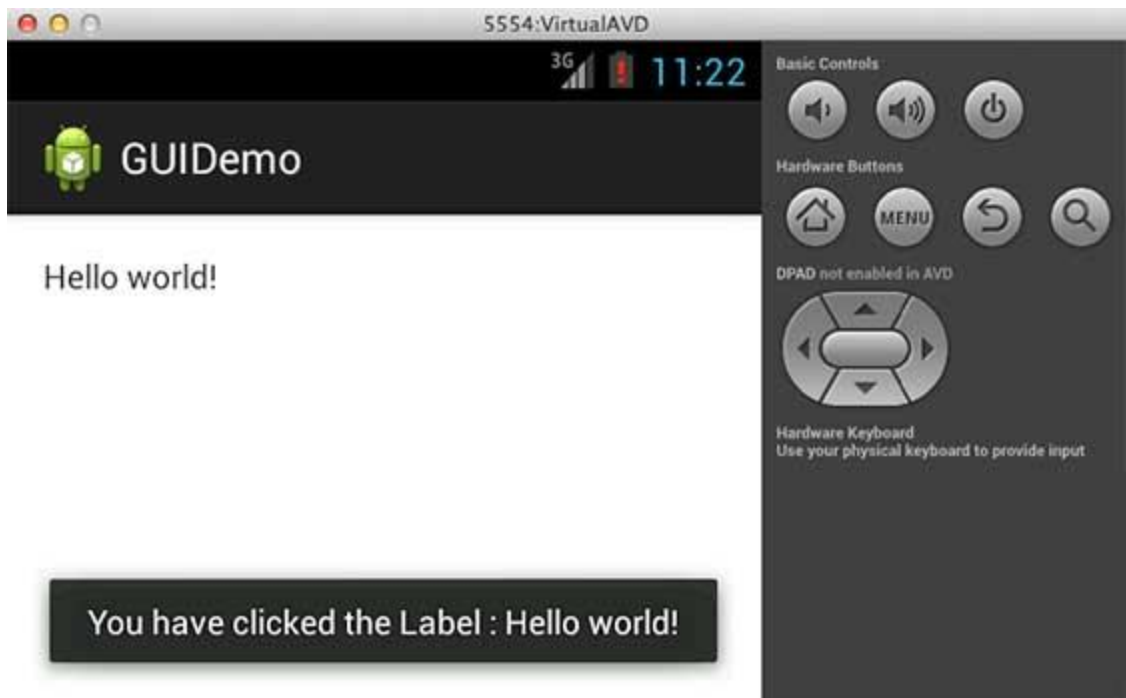 5554:VirtualAVD
3G 11:22
GUIDemo
Hello world!
You have clicked the Label : Hello world!
Basic Controls
Hardware Buttons
MENU
DPAD not enabled in AVD
Hardware Keyboard
Use your physical keyboard to provide input